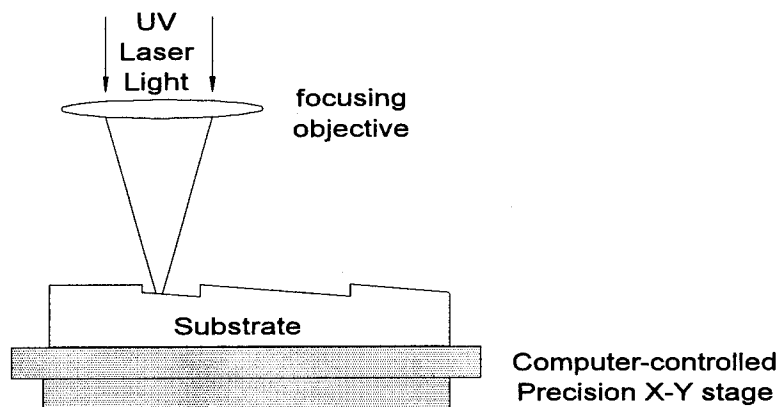 UV
Laser
Light
focusing
objective
Substrate
Computer-controlled
Precision X-Y stage